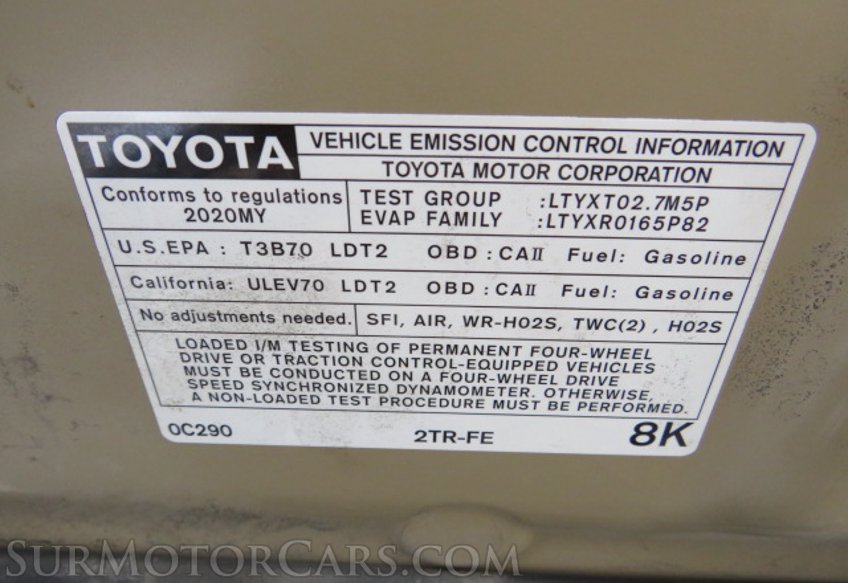 TOYOTA
VEHICLE EMISSION CONTROL INFORMATION
TOYOTA MOTOR CORPORATION
Conforms to regulations
2020MY
TEST GROUP :LTYXT02.7M5P
EVAP FAMILY :LTYXR0165P82
U.S.EPA : T3B70 LDT2 OBD : CAII Fuel: Gasoline
California: ULEV70 LDT2 OBD : CAII Fuel: Gasoline
No adjustments needed. SFI, AIR, WR-HO2S, TWC(2) , HO2S
LOADED I/M TESTING OF PERMANENT FOUR-WHEEL
DRIVE OR TRACTION CONTROL-EQUIPPED VEHICLES
MUST BE CONDUCTED ON A FOUR-WHEEL DRIVE
SPEED SYNCHRONIZED DYNAMOMETER. OTHERWISE,
A NON-LOADED TEST PROCEDURE MUST BE PERFORMED.
0C290 2TR-FE 8K
SURMOTORCARS.COM